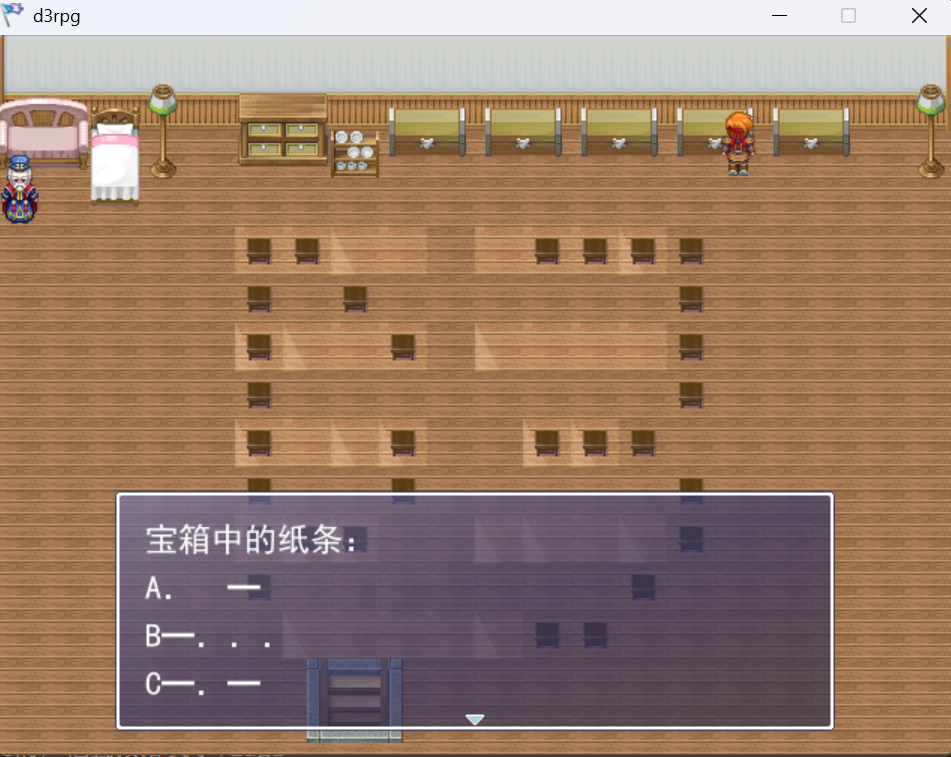 d3rpg
宝箱中的纸条:
A.  —
B—. . .
C—. —